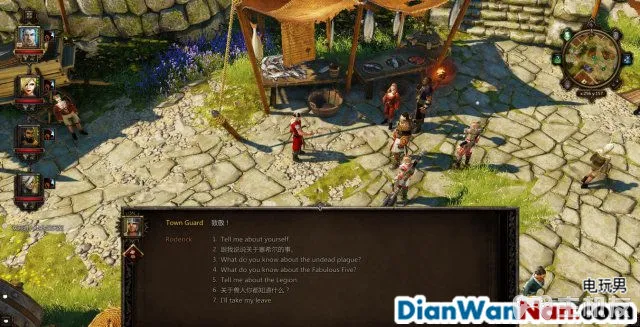 x:256 y:157
Town Guard 致敬！
Roderick
1. Tell me about yourself.
2. 跟我说说关于塞希尔的事。
3. What do you know about the undead plague?
4. What do you know about the Fabulous Five?
5. Tell me about the Legion
6. 关于兽人你都知道什么？
7. I'll take my leave
电玩男
DianWanNan.com